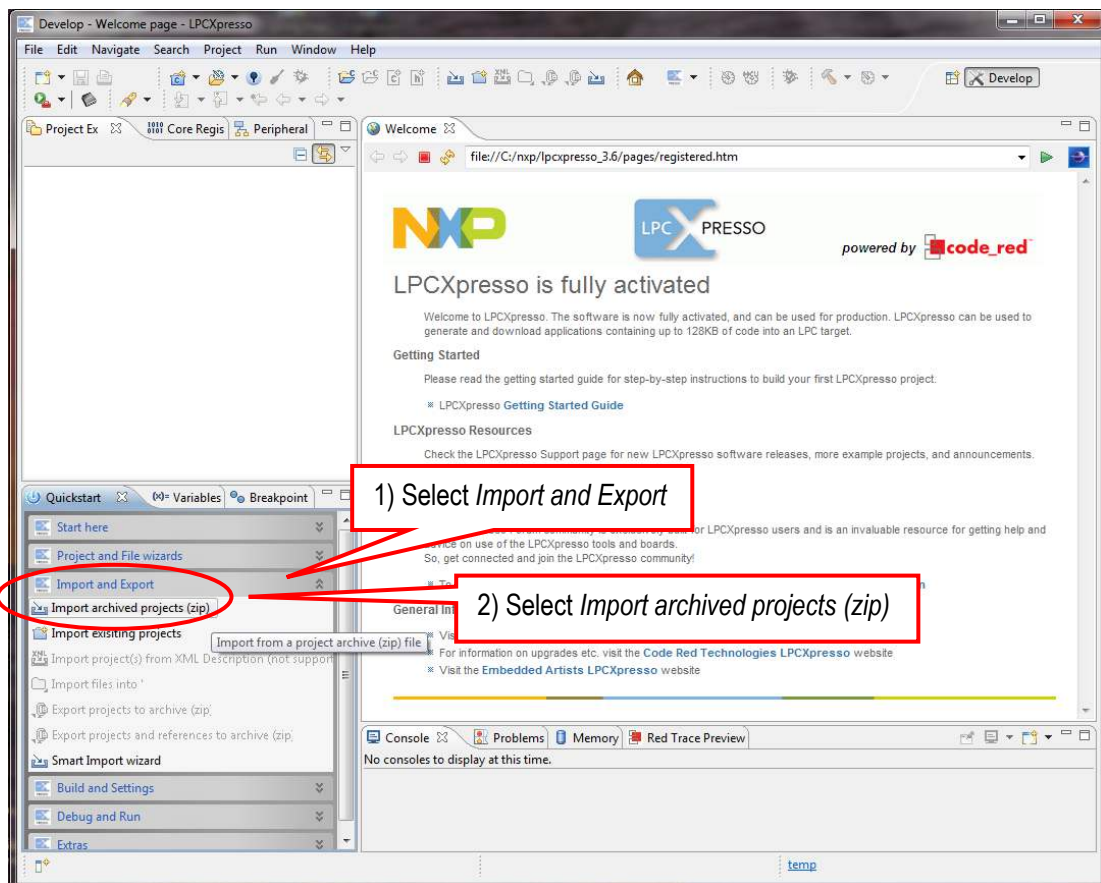 Develop - Welcome page - LPCXpresso
File Edit Navigate Search Project Run Window Help
Develop
Project Ex
Core Regis
Peripheral
Welcome
file://C:/nxp/lpcxpresso_3.6/pages/registered.htm
NXP
LPC XPRESSO
powered by code_red
LPCXpresso is fully activated
Welcome to LPCXpresso. The software is now fully activated, and can be used for production. LPCXpresso can be used to
generate and download applications containing up to 128KB of code into an LPC target.
Getting Started
Please read the getting started guide for step-by-step instructions to build your first LPCXpresso project.
LPCXpresso Getting Started Guide
LPCXpresso Resources
Check the LPCXpresso Support page for new LPCXpresso software releases, more example projects, and announcements.
1) Select Import and Export
for LPCXpresso users and is an invaluable resource for getting help and
on use of the LPCXpresso tools and boards.
So, get connected and join the LPCXpresso community!
2) Select Import archived projects (zip)
General
For information on upgrades etc. visit the Code Red Technologies LPCXpresso website
Visit the Embedded Artists LPCXpresso website
Quickstart
(x)= Variables
Breakpoint
Start here
Project and File wizards
Import and Export
Import archived projects (zip)
Import exisiting projects
Import from a project archive (zip) file
Import project(s) from XML Description (not support
Import files into '
Export projects to archive (zip)
Export projects and references to archive (zip
Smart Import wizard
Build and Settings
Debug and Run
Extras
Console
Problems
Memory
Red Trace Preview
No consoles to display at this time.
temp